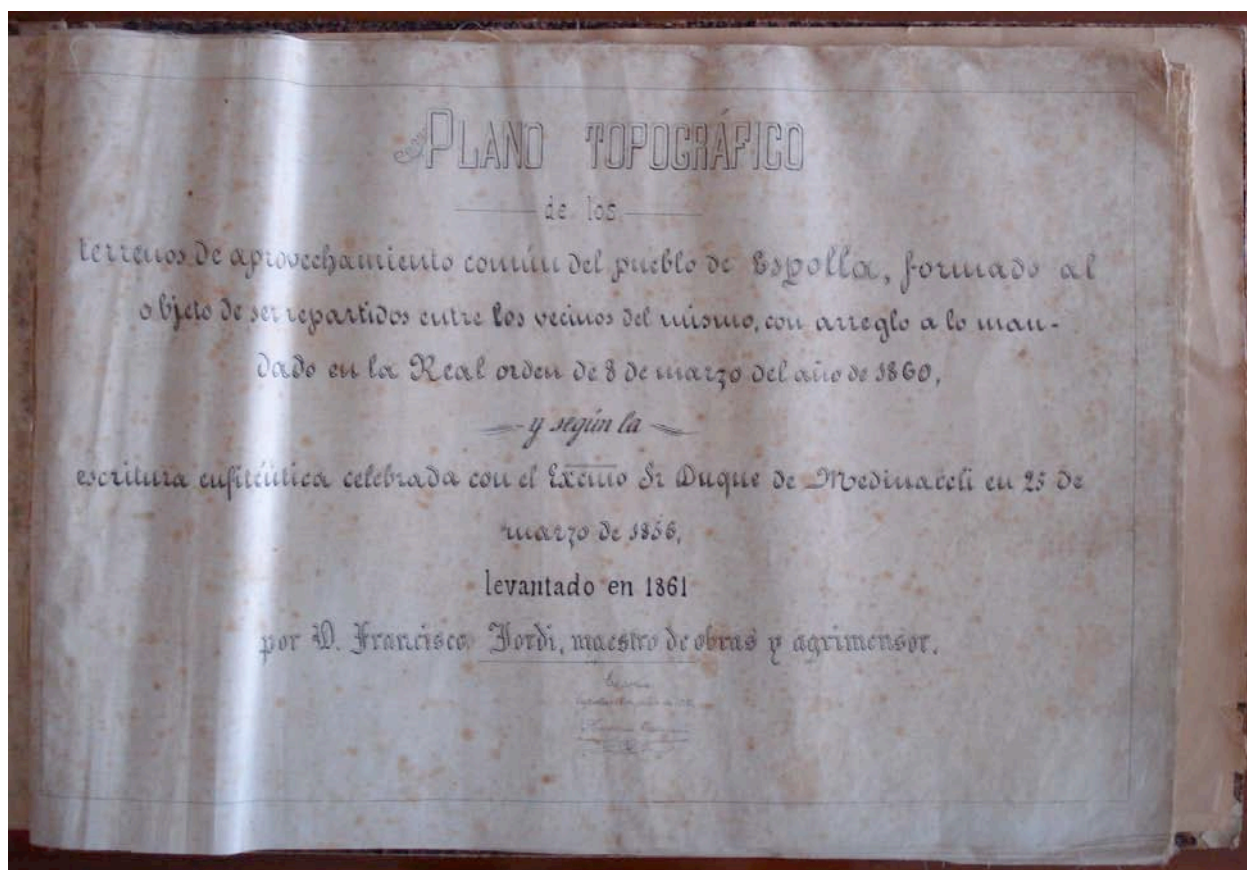 PLANO TOPOGRÁFICO
de los
terrenos de aprovechamiento común del pueblo de Espolla, formado al
objeto de ser repartidos entre los vecinos del mismo, con arreglo a lo man-
dado en la Real orden de 8 de marzo del año de 1860,
y según la
escritura enfitéutica celebrada con el Excmo Sr Duque de Medinaceli en 25 de
marzo de 1856,
levantado en 1861
por D. Francisco Jordi, maestro de obras y agrimensor.